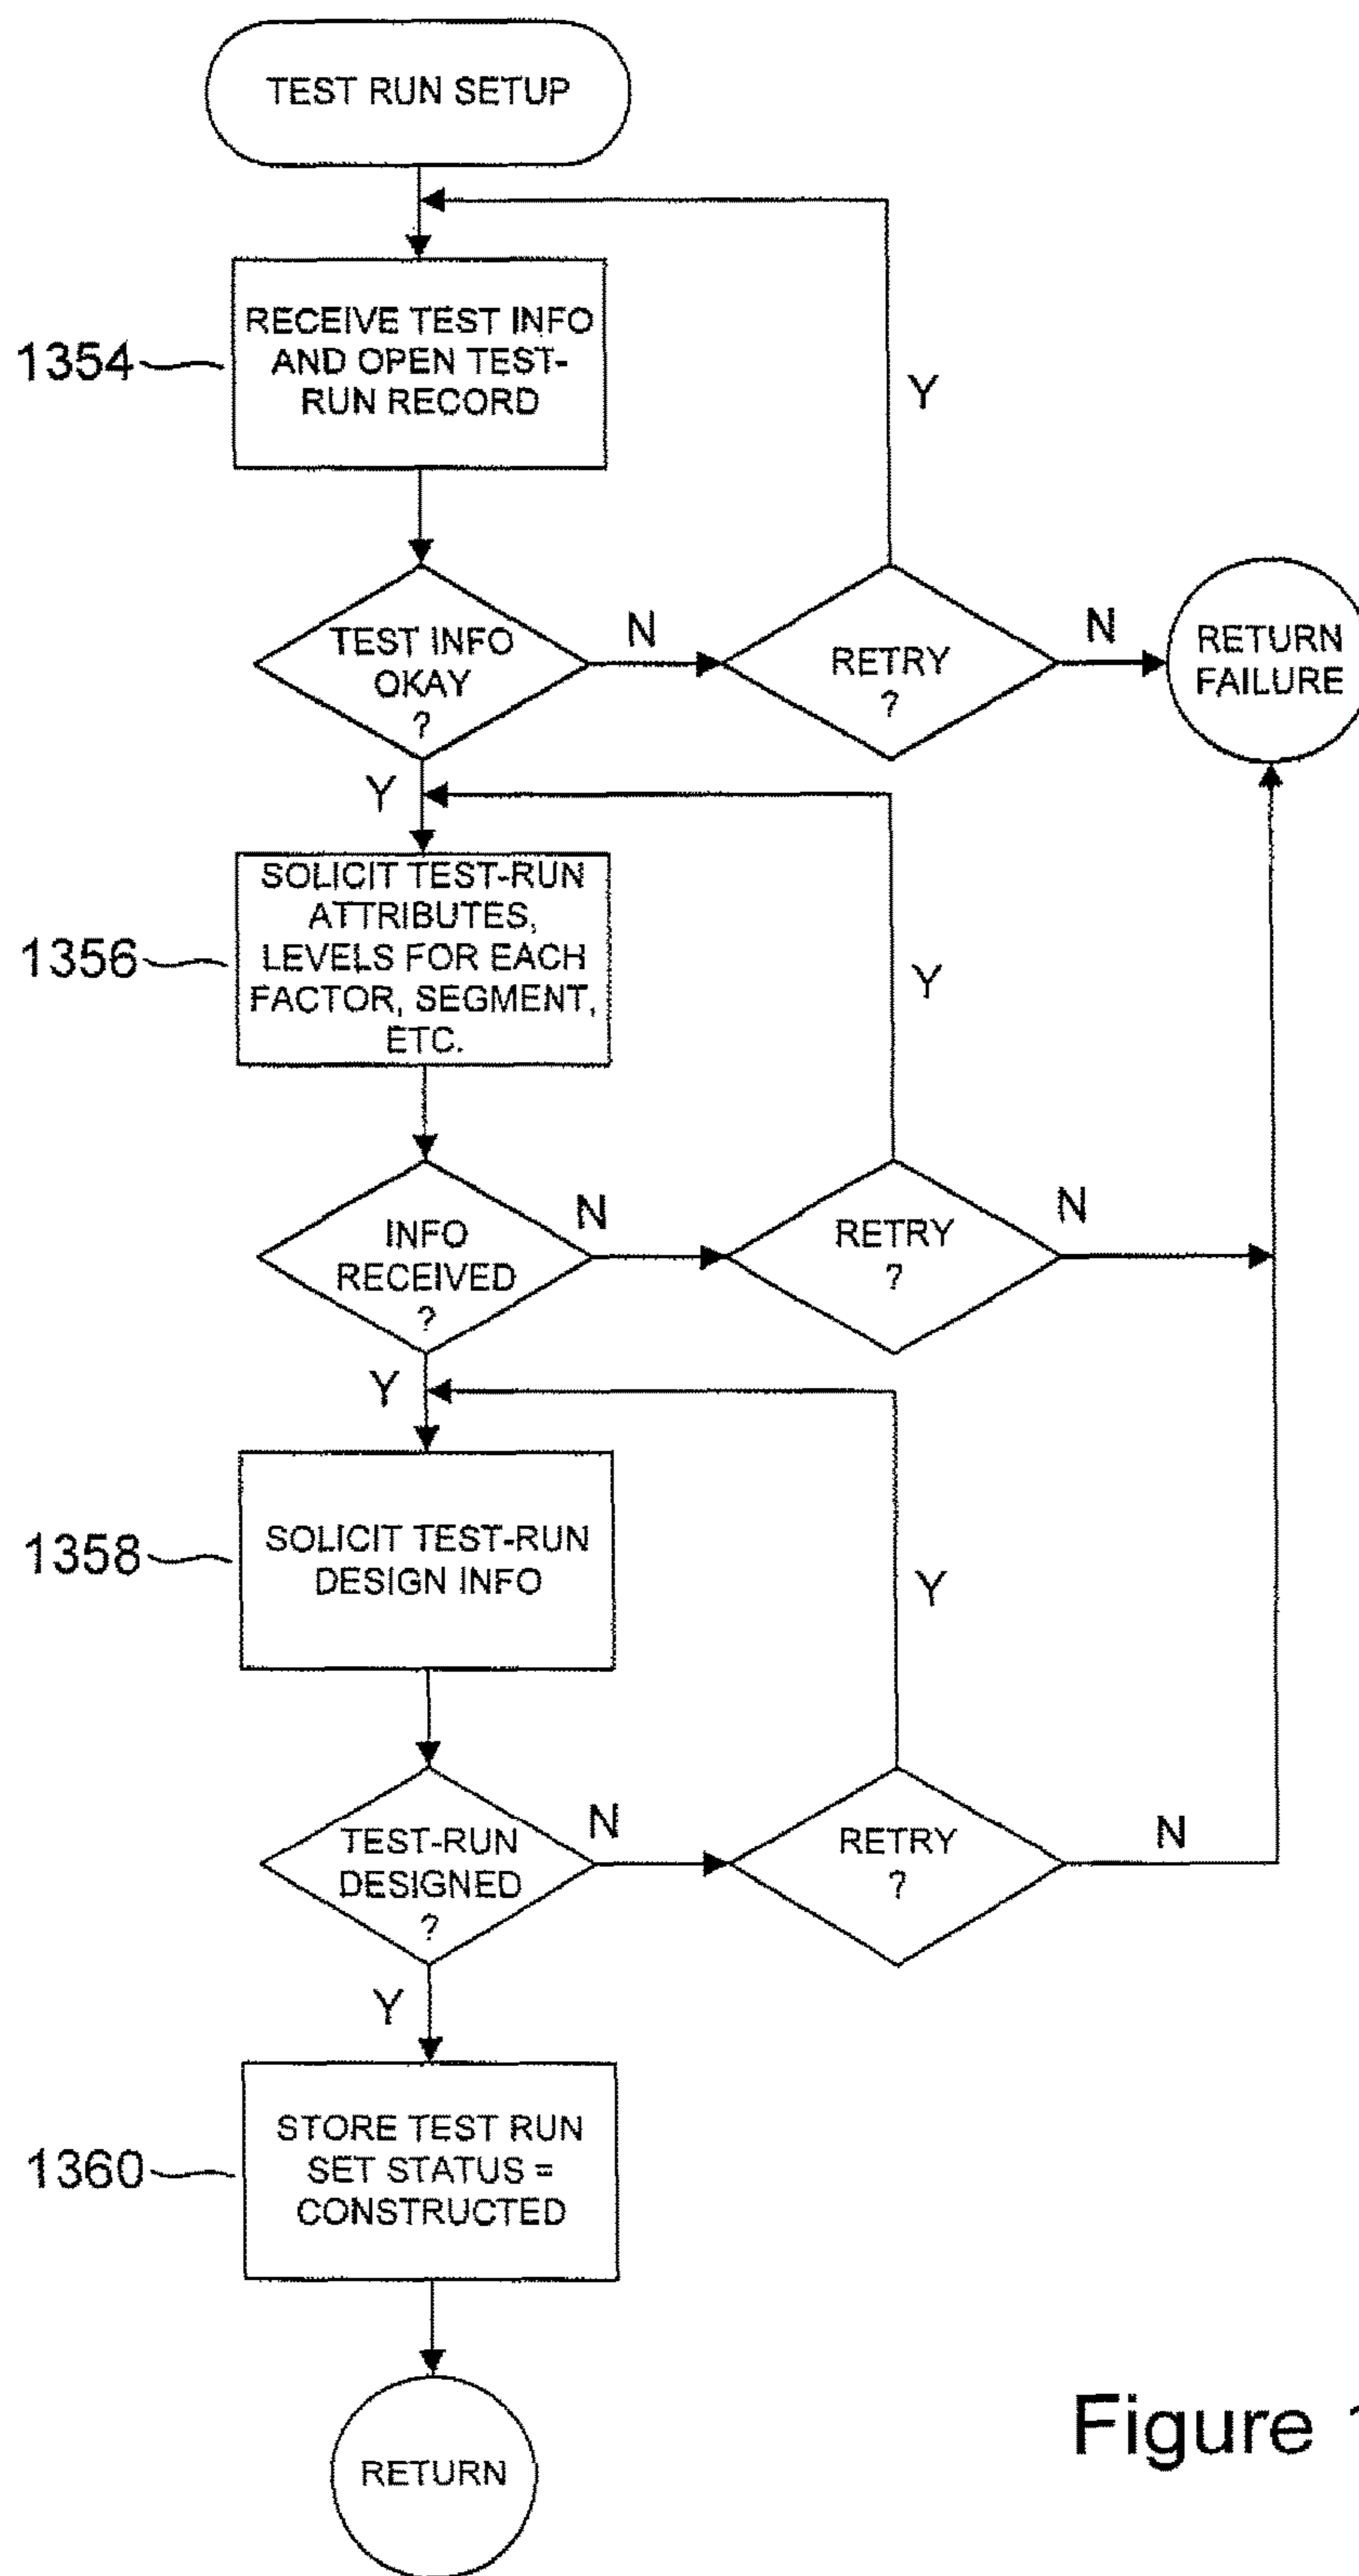 TEST RUN SETUP
RECEIVE TEST INFO
AND OPEN TEST-
RUN RECORD
1354
Y
TEST INFO
OKAY
?
N
RETRY
?
N
RETURN
FAILURE
Y
SOLICIT TEST-RUN
ATTRIBUTES,
LEVELS FOR EACH
FACTOR, SEGMENT,
ETC.
1356
Y
INFO
RECEIVED
?
N
RETRY
?
N
Y
SOLICIT TEST-RUN
DESIGN INFO
1358
Y
TEST-RUN
DESIGNED
?
N
RETRY
?
N
Y
STORE TEST RUN
SET STATUS =
CONSTRUCTED
1360
RETURN
Figure